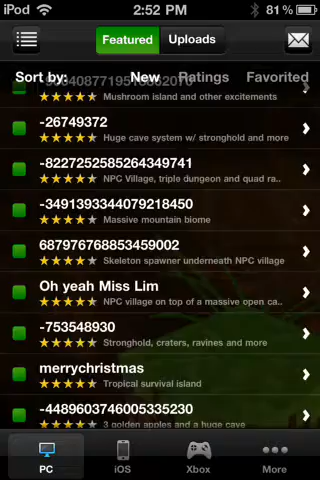 iPod 2:52 PM 81%
Featured Uploads
Sort by: New Ratings Favorited
Mushroom island and other excitements
-26749372
Huge cave system w/ stronghold and more
-8227252585264349741
NPC Village, triple dungeon and quad ra..
-3491393344079218450
Massive mountain biome
687976768853459002
Skeleton spawner underneath NPC village
Oh yeah Miss Lim
NPC village on top of a massive open ca..
-753548930
Stronghold, craters, ravines and more
merrychristmas
Tropical survival island
-4489603746005335230
3 golden apples and a huge cave
PC iOS Xbox More